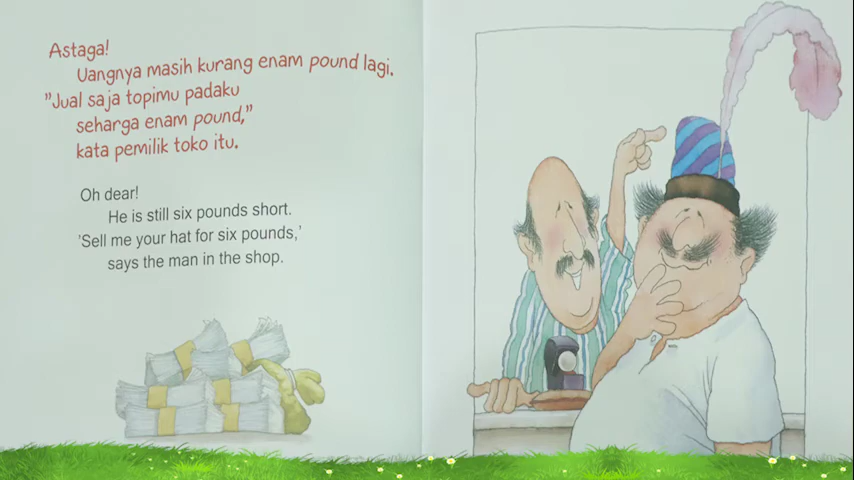 Astaga!
Uangnya masih kurang enam pound lagi.
"Jual saja topimu padaku
seharga enam pound,"
kata pemilik toko itu.
Oh dear!
He is still six pounds short.
'Sell me your hat for six pounds,'
says the man in the shop.